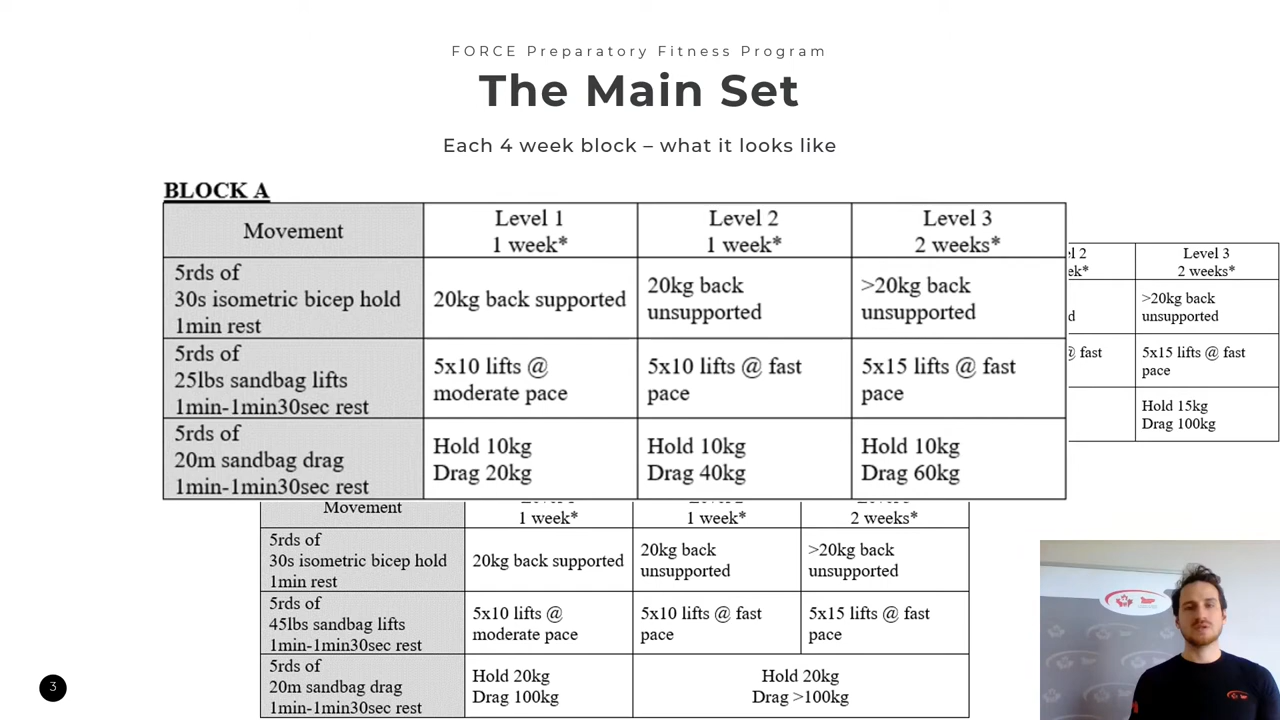 FORCE Preparatory Fitness Program
The Main Set
Each 4 week block – what it looks like
BLOCK A
Movement
Level 1
1 week*
Level 2
1 week*
Level 3
2 weeks*
5rds of
30s isometric bicep hold
1min rest
20kg back supported
20kg back
unsupported
>20kg back
unsupported
5rds of
25lbs sandbag lifts
1min-1min30sec rest
5x10 lifts @
moderate pace
5x10 lifts @ fast
pace
5x15 lifts @ fast
pace
5rds of
20m sandbag drag
1min-1min30sec rest
Hold 10kg
Drag 20kg
Hold 10kg
Drag 40kg
Hold 10kg
Drag 60kg
el 2
ek*
Level 3
2 weeks*
d
>20kg back
unsupported
@ fast
5x15 lifts @ fast
pace
Hold 15kg
Drag 100kg
Movement
1 week*
1 week*
2 weeks*
5rds of
30s isometric bicep hold
1min rest
20kg back supported
20kg back
unsupported
>20kg back
unsupported
5rds of
45lbs sandbag lifts
1min-1min30sec rest
5x10 lifts @
moderate pace
5x10 lifts @ fast
pace
5x15 lifts @ fast
pace
5rds of
20m sandbag drag
1min-1min30sec rest
Hold 20kg
Drag 100kg
Hold 20kg
Drag >100kg
3